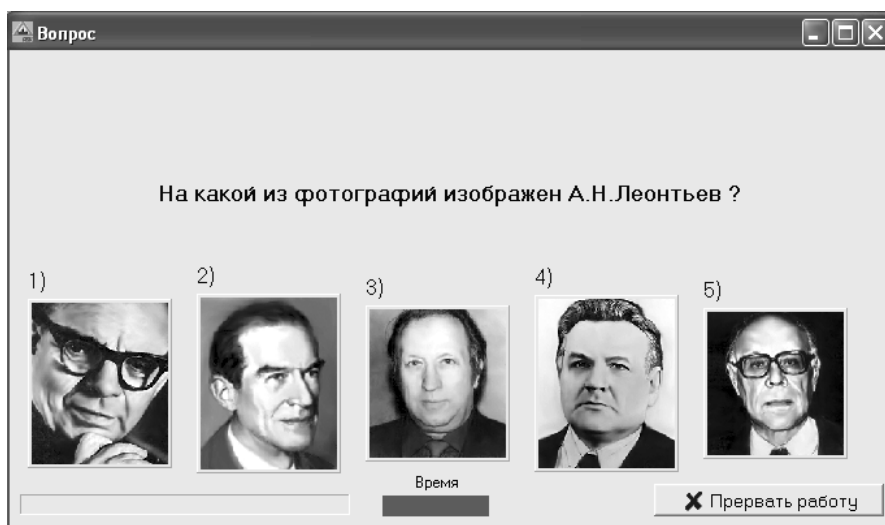 Вопрос
На какой из фотографий изображен А.Н.Леонтьев ?
1)
2)
3)
4)
5)
Время
Прервать работу